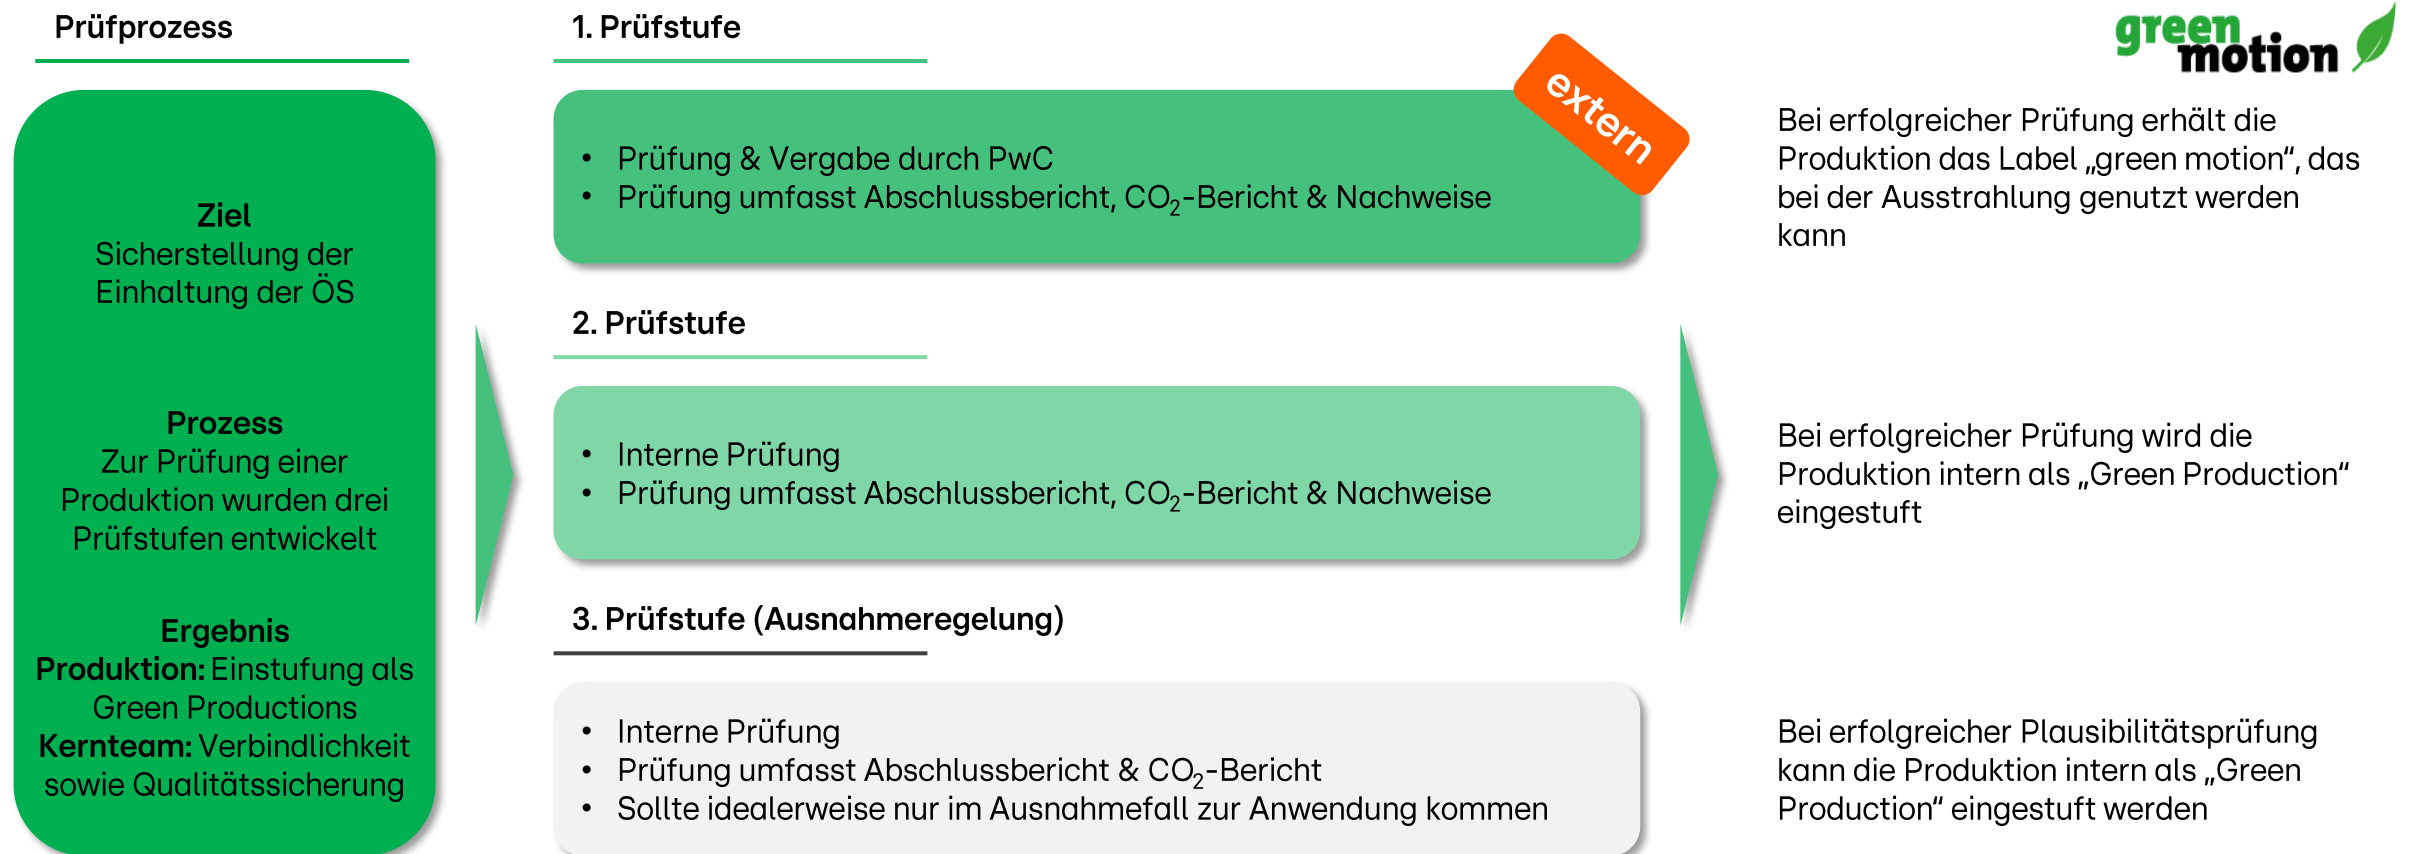 Prüfprozess
Ziel
Sicherstellung der
Einhaltung der ÖS
Prozess
Zur Prüfung einer
Produktion wurden drei
Prüfstufen entwickelt
Ergebnis
Produktion: Einstufung als
Green Productions
Kernteam: Verbindlichkeit
sowie Qualitätssicherung
1. Prüfstufe
extern
• Prüfung & Vergabe durch PwC
• Prüfung umfasst Abschlussbericht, CO₂-Bericht & Nachweise
green
motion
Bei erfolgreicher Prüfung erhält die
Produktion das Label „green motion“, das
bei der Ausstrahlung genutzt werden
kann
2. Prüfstufe
• Interne Prüfung
• Prüfung umfasst Abschlussbericht, CO₂-Bericht & Nachweise
Bei erfolgreicher Prüfung wird die
Produktion intern als „Green Production“
eingestuft
3. Prüfstufe (Ausnahmeregelung)
• Interne Prüfung
• Prüfung umfasst Abschlussbericht & CO₂-Bericht
• Sollte idealerweise nur im Ausnahmefall zur Anwendung kommen
Bei erfolgreicher Plausibilitätsprüfung
kann die Produktion intern als „Green
Production“ eingestuft werden